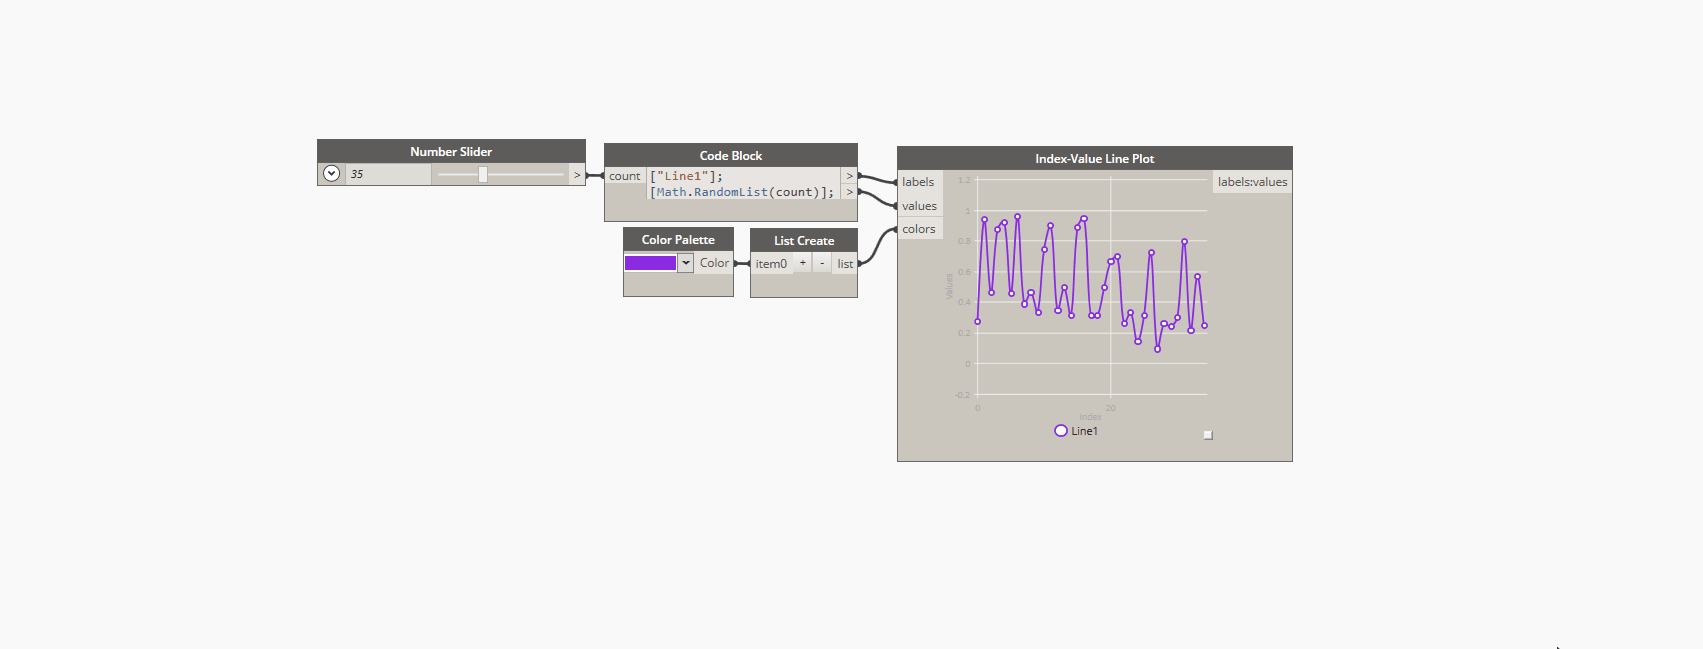 Number Slider
35
>
Code Block
count
["Line1"];
>
[Math.RandomList(count)];
>
Color Palette
Color
List Create
item0
+
-
list
Index-Value Line Plot
labels
values
colors
labels:values
1.2
1
0.8
0.6
0.4
0.2
0
-0.2
Values
0
20
Index
Line1